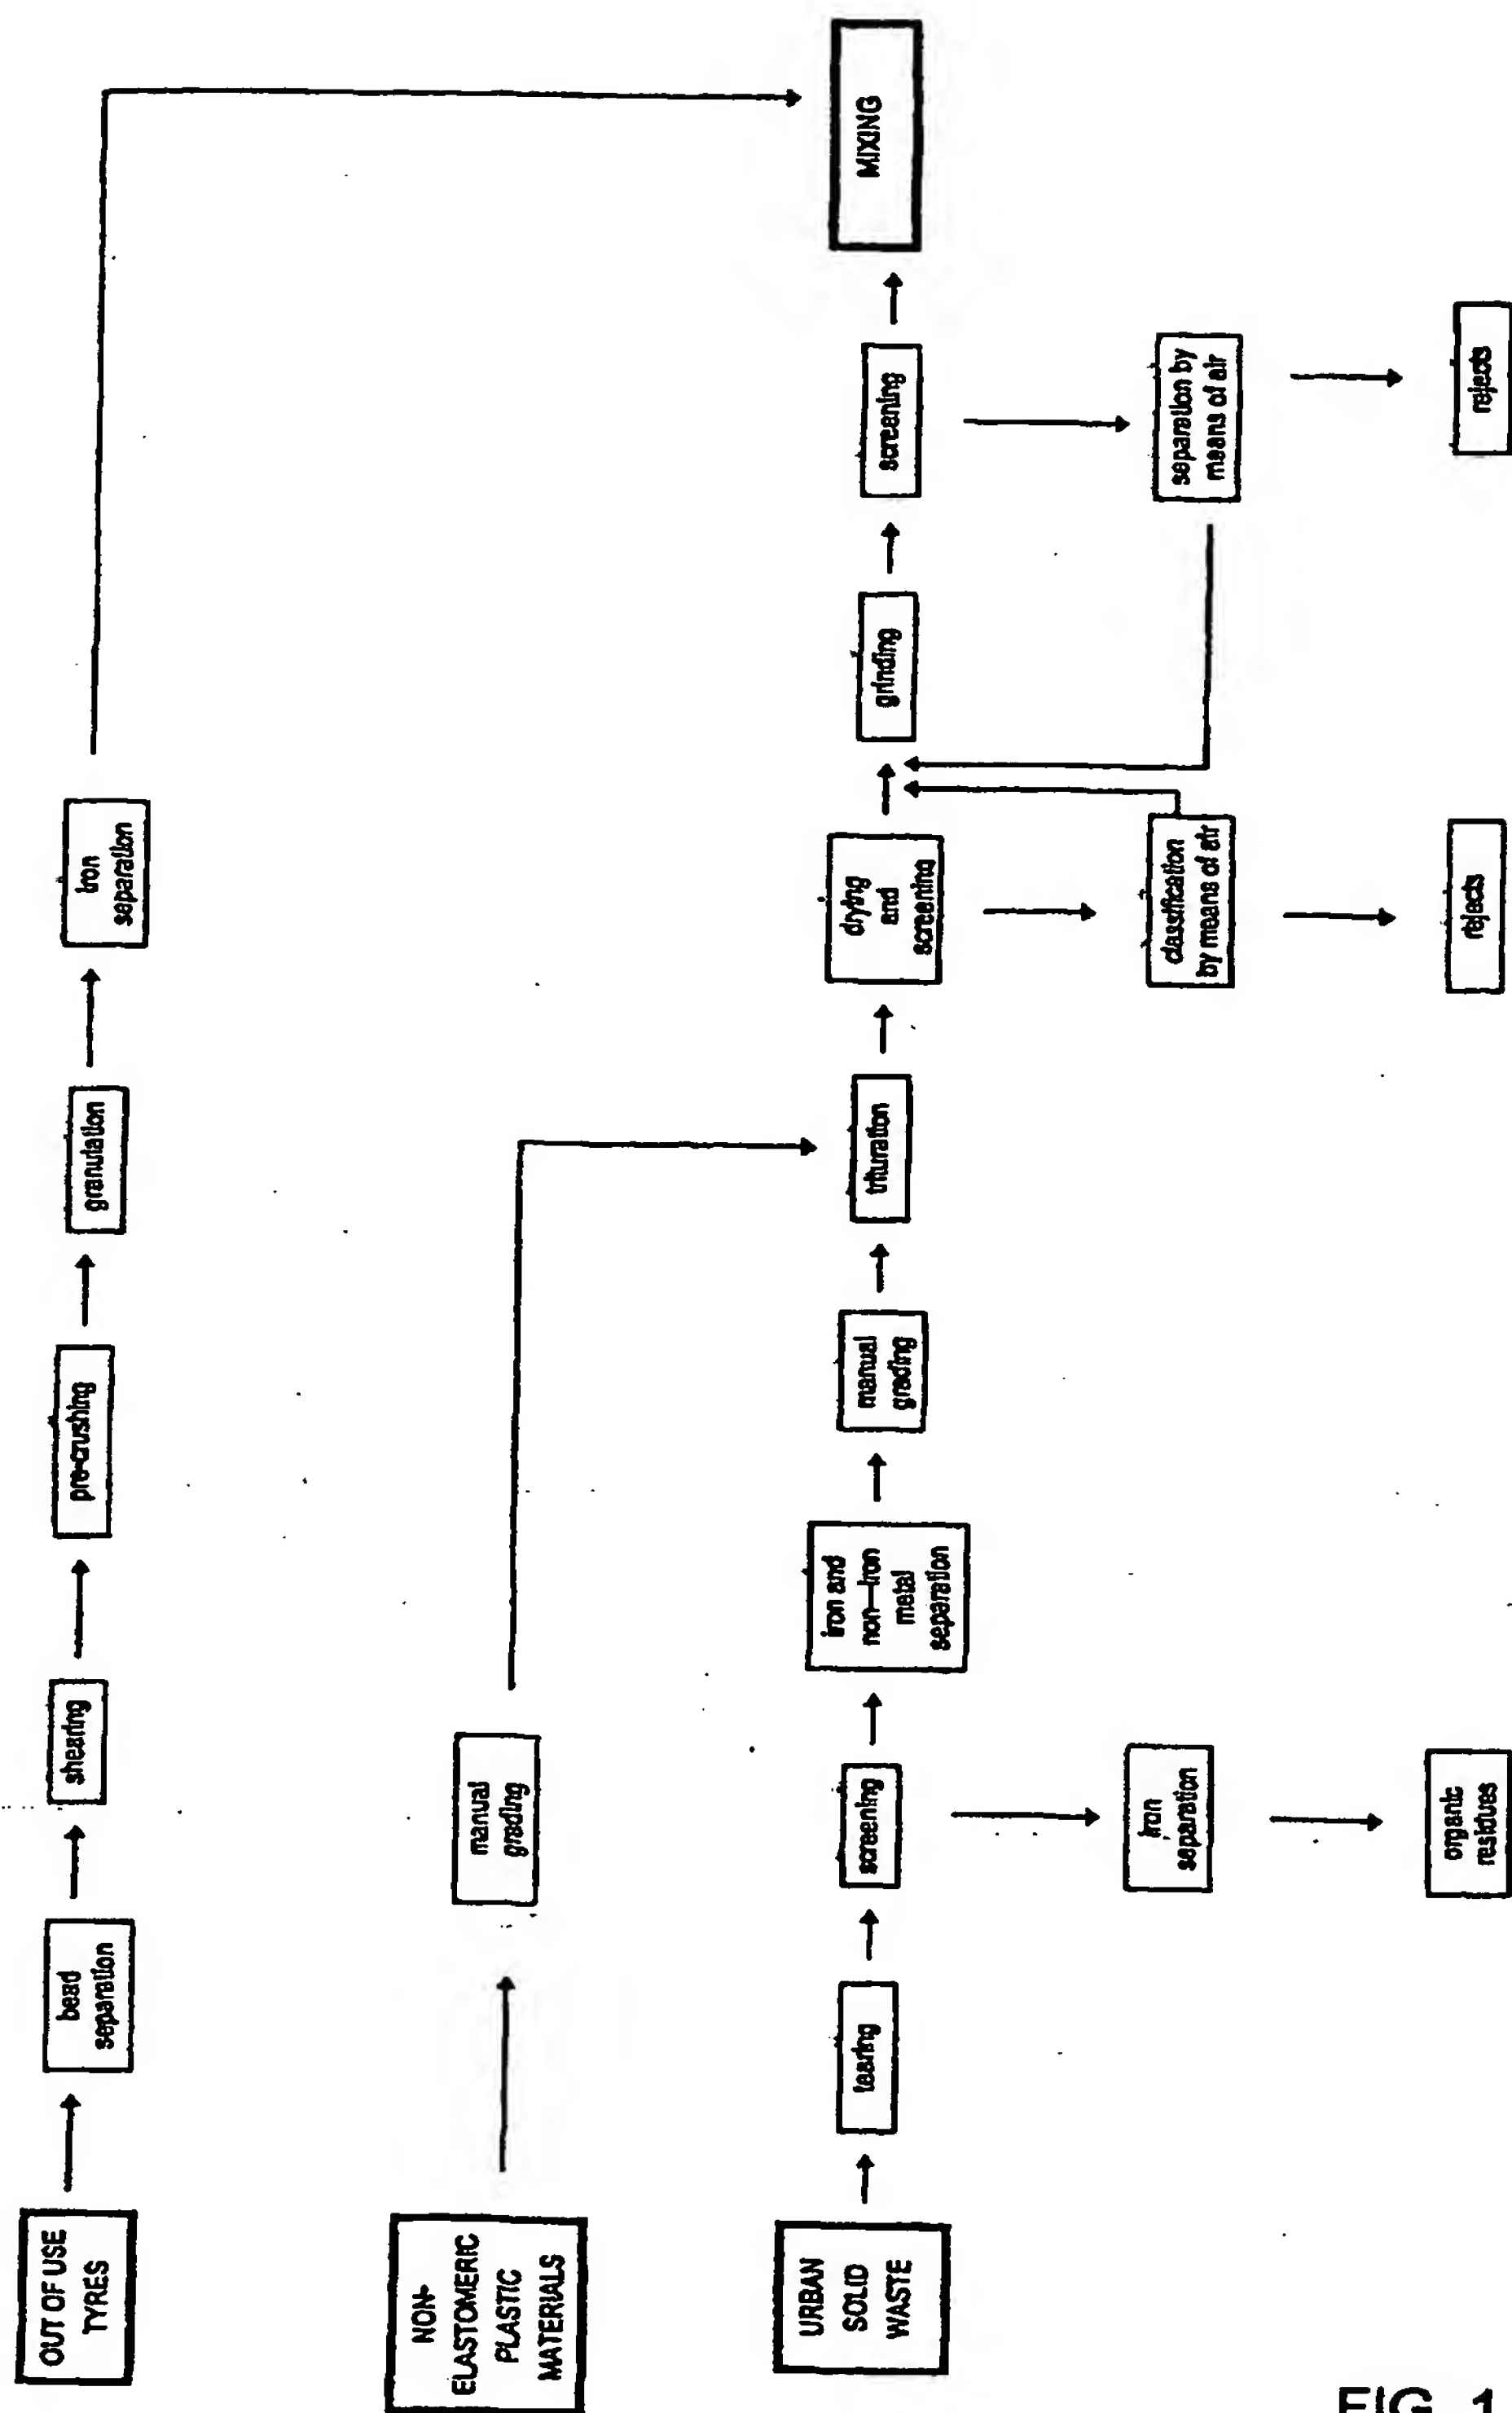 OUT OF USE
TYRES
bead
separation
shearing
pre-crushing
granulation
iron
separation
NON-
ELASTOMERIC
PLASTIC
MATERIALS
manual
grading
URBAN
SOLID
WASTE
tearing
screening
iron and
non-iron
metal
separation
manual
grading
trituration
drying
and
screening
grinding
screening
MIXING
iron
separation
classification
by means of air
separation by
means of air
organic
residues
rejects
rejects
FIG. 1